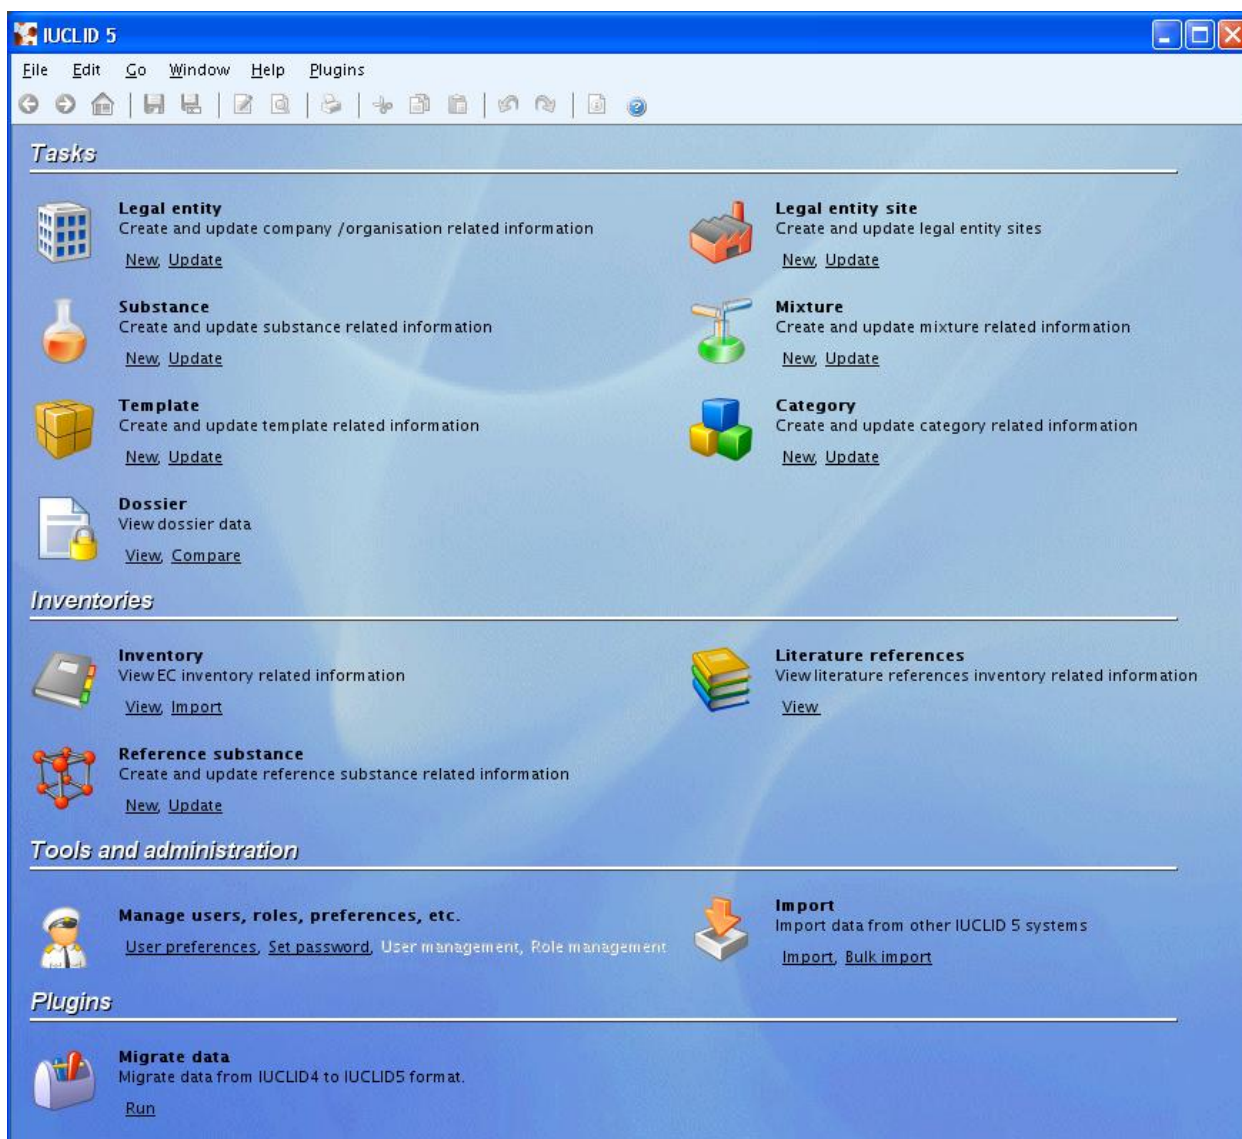 IUCLID 5
File Edit Go Window Help Plugins
Tasks
Legal entity
Create and update company /organisation related information
New, Update
Legal entity site
Create and update legal entity sites
New, Update
Substance
Create and update substance related information
New, Update
Mixture
Create and update mixture related information
New, Update
Template
Create and update template related information
New, Update
Category
Create and update category related information
New, Update
Dossier
View dossier data
View, Compare
Inventories
Inventory
View EC inventory related information
View, Import
Literature references
View literature references inventory related information
View
Reference substance
Create and update reference substance related information
New, Update
Tools and administration
Manage users, roles, preferences, etc.
User preferences, Set password, User management, Role management
Import
Import data from other IUCLID 5 systems
Import, Bulk import
Plugins
Migrate data
Migrate data from IUCLID4 to IUCLID5 format.
Run